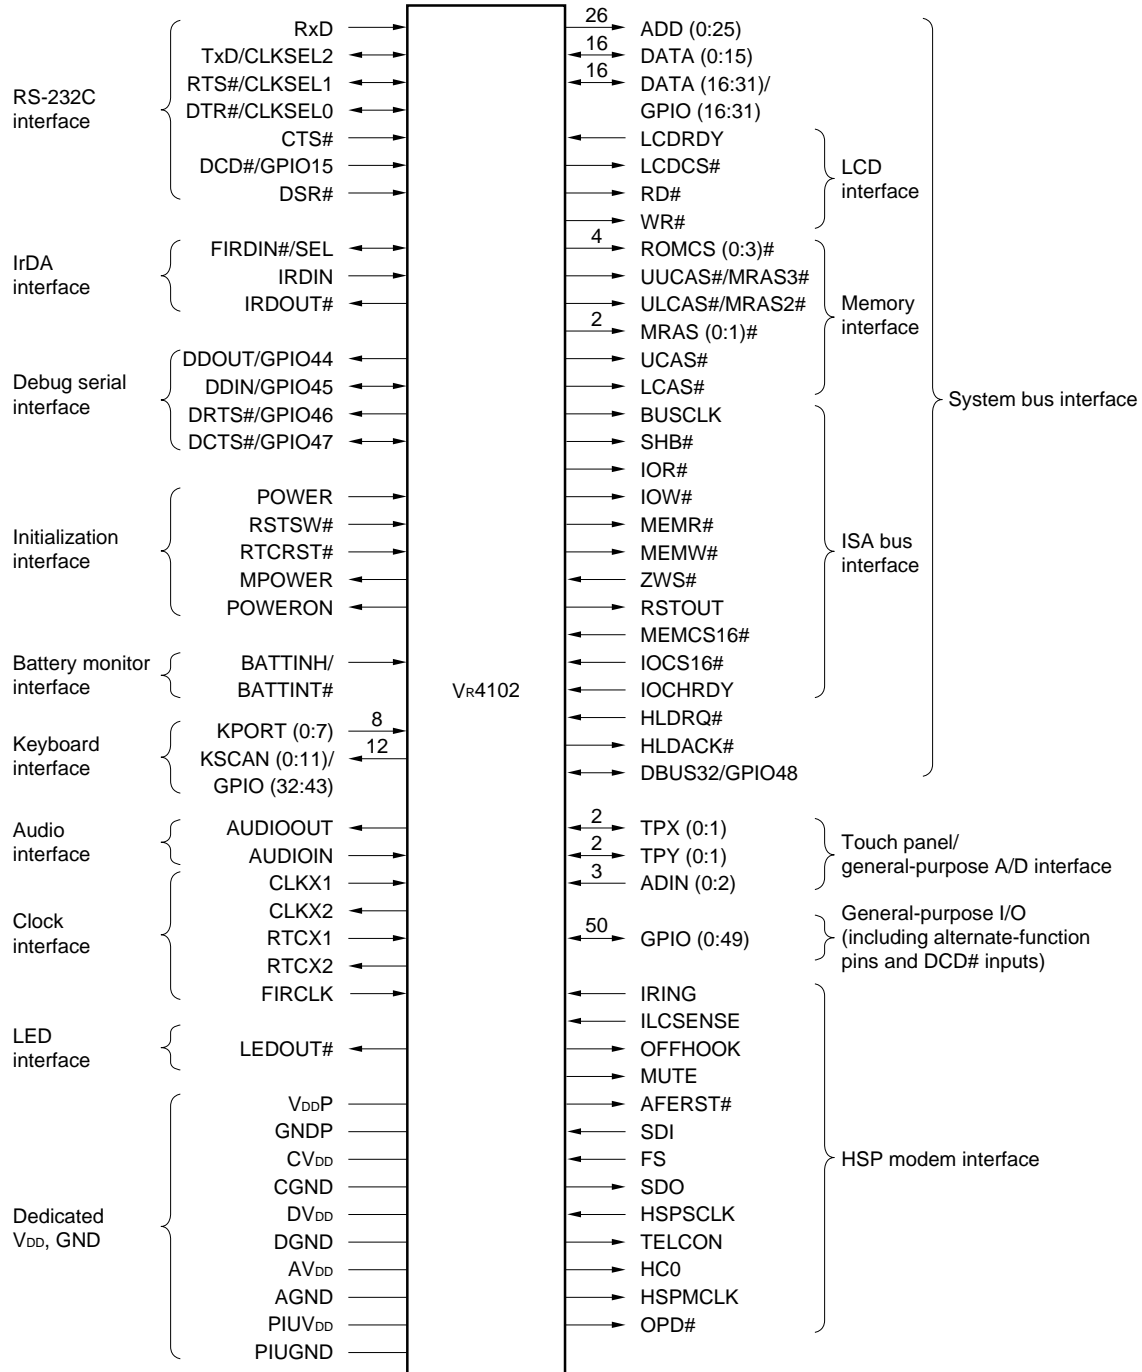 RS-232C
interface
RxD
TxD/CLKSEL2
RTS#/CLKSEL1
DTR#/CLKSEL0
CTS#
DCD#/GPIO15
DSR#
IrDA
interface
FIRDIN#/SEL
IRDIN
IRDOUT#
Debug serial
interface
DDOUT/GPIO44
DDIN/GPIO45
DRTS#/GPIO46
DCTS#/GPIO47
Initialization
interface
POWER
RSTSW#
RTCRST#
MPOWER
POWERON
Battery monitor
interface
BATTINH/
BATTINT#
Keyboard
interface
KPORT (0:7) 8
KSCAN (0:11)/ 12
GPIO (32:43)
Audio
interface
AUDIOOUT
AUDIOIN
Clock
interface
CLKX1
CLKX2
RTCX1
RTCX2
FIRCLK
LED
interface
LEDOUT#
Dedicated
VDD, GND
VDDP
GNDP
CVDD
CGND
DVDD
DGND
AVDD
AGND
PIUVDD
PIUGND
VR4102
26 ADD (0:25)
16 DATA (0:15)
16 DATA (16:31)/
GPIO (16:31)
LCDRDY
LCDCS#
RD#
WR#
LCD
interface
4 ROMCS (0:3)#
UUCAS#/MRAS3#
ULCAS#/MRAS2#
2 MRAS (0:1)#
UCAS#
LCAS#
Memory
interface
BUSCLK
SHB#
IOR#
IOW#
MEMR#
MEMW#
ZWS#
RSTOUT
MEMCS16#
IOCS16#
IOCHRDY
ISA bus
interface
HLDRQ#
HLDACK#
DBUS32/GPIO48
System bus interface
2 TPX (0:1)
2 TPY (0:1)
3 ADIN (0:2)
Touch panel/
general-purpose A/D interface
50 GPIO (0:49)
General-purpose I/O
(including alternate-function
pins and DCD# inputs)
IRING
ILCSENSE
OFFHOOK
MUTE
AFERST#
SDI
FS
SDO
HSPSCLK
TELCON
HC0
HSPMCLK
OPD#
HSP modem interface